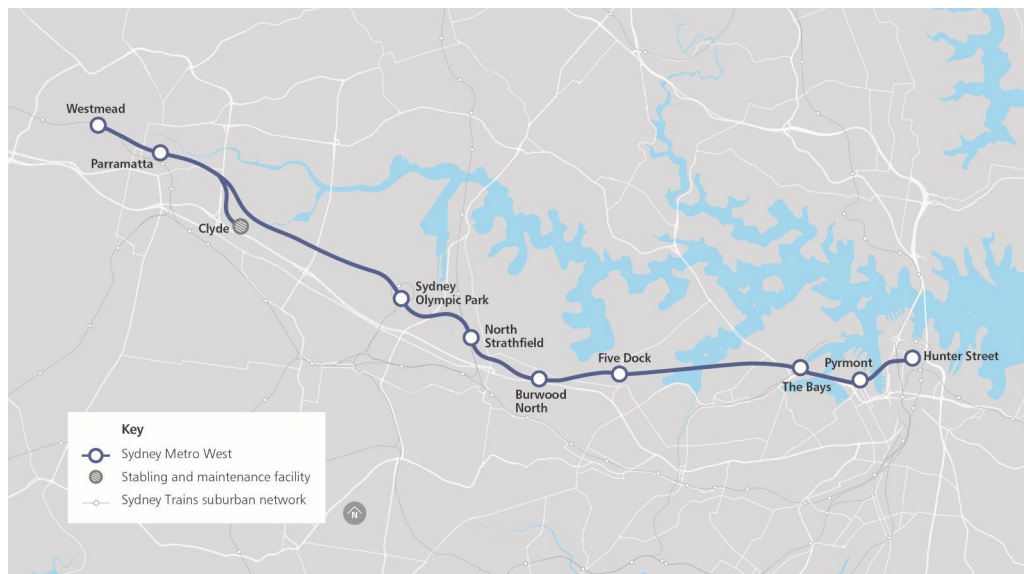 Westmead
Parramatta
Clyde
Sydney
Olympic Park
North
Strathfield
Burwood
North
Five Dock
The Bays
Pyrmont
Hunter Street
Key
Sydney Metro West
Stabling and maintenance facility
Sydney Trains suburban network
N